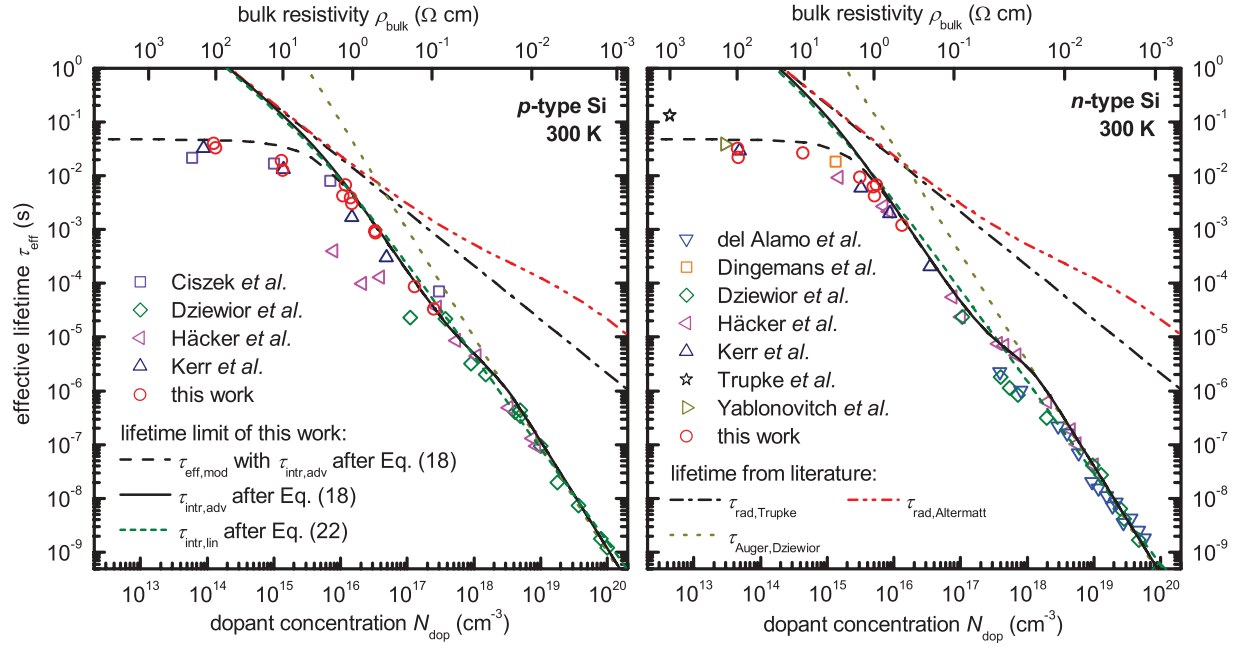 bulk resistivity ρbulk (Ω cm)
10³ 10² 10¹ 10⁰ 10⁻¹ 10⁻² 10⁻³
p-type Si
300 K
10⁰
10⁻¹
10⁻²
10⁻³
10⁻⁴
10⁻⁵
10⁻⁶
10⁻⁷
10⁻⁸
10⁻⁹
effective lifetime τeff (s)
Ciszek et al.
Dziewior et al.
Häcker et al.
Kerr et al.
this work
lifetime limit of this work:
τeff,mod with τintr,adv after Eq. (18)
τintr,adv after Eq. (18)
τintr,lin after Eq. (22)
10¹³ 10¹⁴ 10¹⁵ 10¹⁶ 10¹⁷ 10¹⁸ 10¹⁹ 10²⁰
dopant concentration Ndop (cm⁻³)
bulk resistivity ρbulk (Ω cm)
10³ 10² 10¹ 10⁰ 10⁻¹ 10⁻² 10⁻³
n-type Si
300 K
del Alamo et al.
Dingemans et al.
Dziewior et al.
Häcker et al.
Kerr et al.
Trupke et al.
Yablonovitch et al.
this work
lifetime from literature:
τrad,Trupke τrad,Altermatt
τAuger,Dziewior
10⁰
10⁻¹
10⁻²
10⁻³
10⁻⁴
10⁻⁵
10⁻⁶
10⁻⁷
10⁻⁸
10⁻⁹
10¹³ 10¹⁴ 10¹⁵ 10¹⁶ 10¹⁷ 10¹⁸ 10¹⁹ 10²⁰
dopant concentration Ndop (cm⁻³)